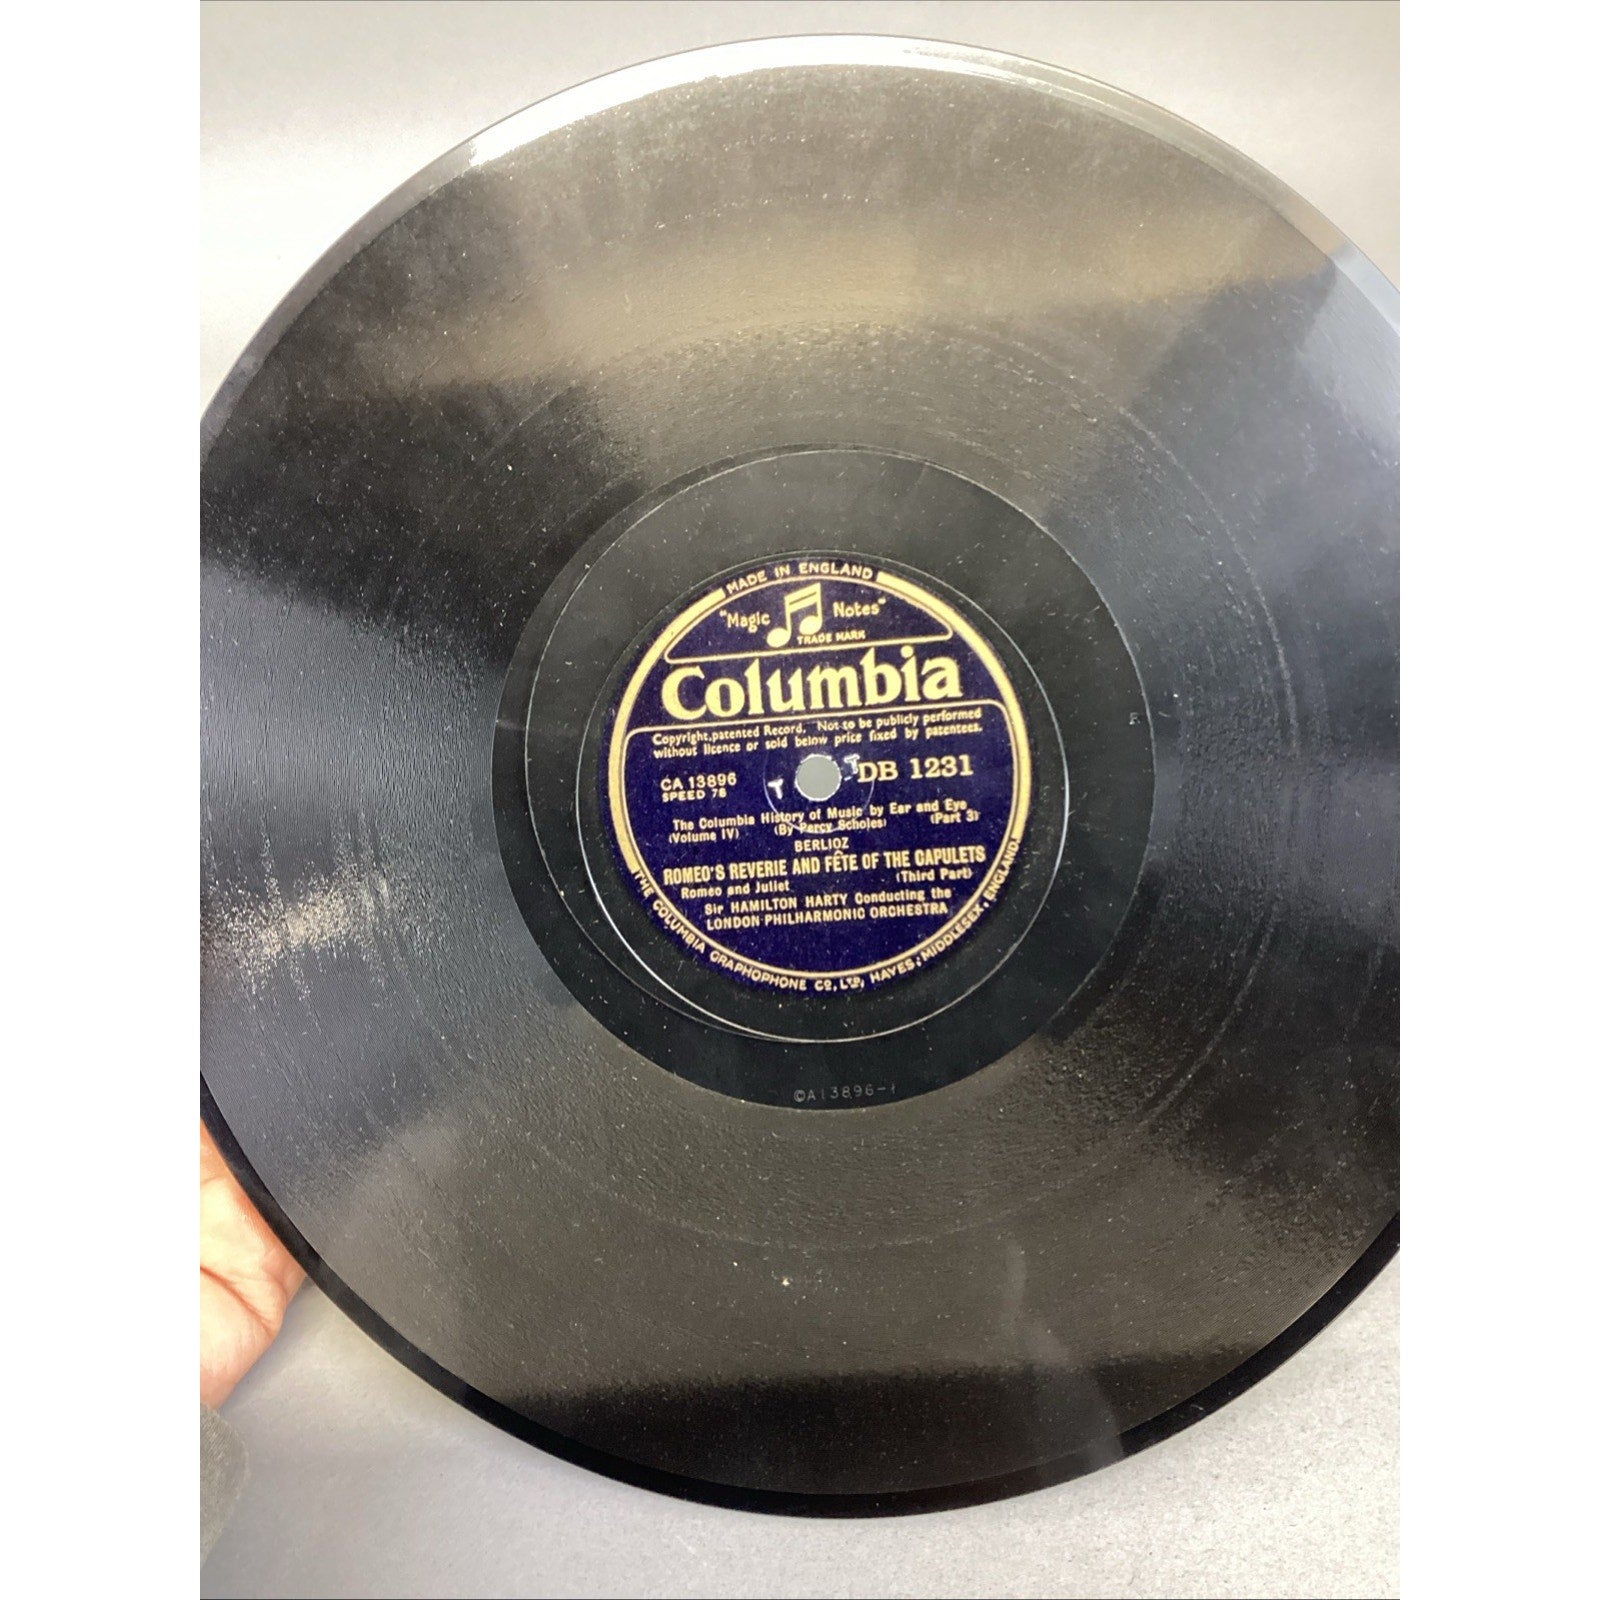 MADE IN ENGLAND
"Magic Notes"
TRADE MARK
Columbia
Copyright, patented Record. Not to be publicly performed
without licence or sold below price fixed by patentees.
CA 13896 DB 1231
SPEED 78
T T
The Columbia History of Music by Ear and Eye
(Volume IV) (By Percy Scholes) (Part 3)
BERLIOZ
ROMEO'S REVERIE AND FÊTE OF THE CAPULETS
Romeo and Juliet (Third Part)
Sir HAMILTON HARTY Conducting the
LONDON PHILHARMONIC ORCHESTRA
THE COLUMBIA GRAPHOPHONE CO, LTD, HAYES, MIDDLESEX, ENGLAND.
R
CA13896-1